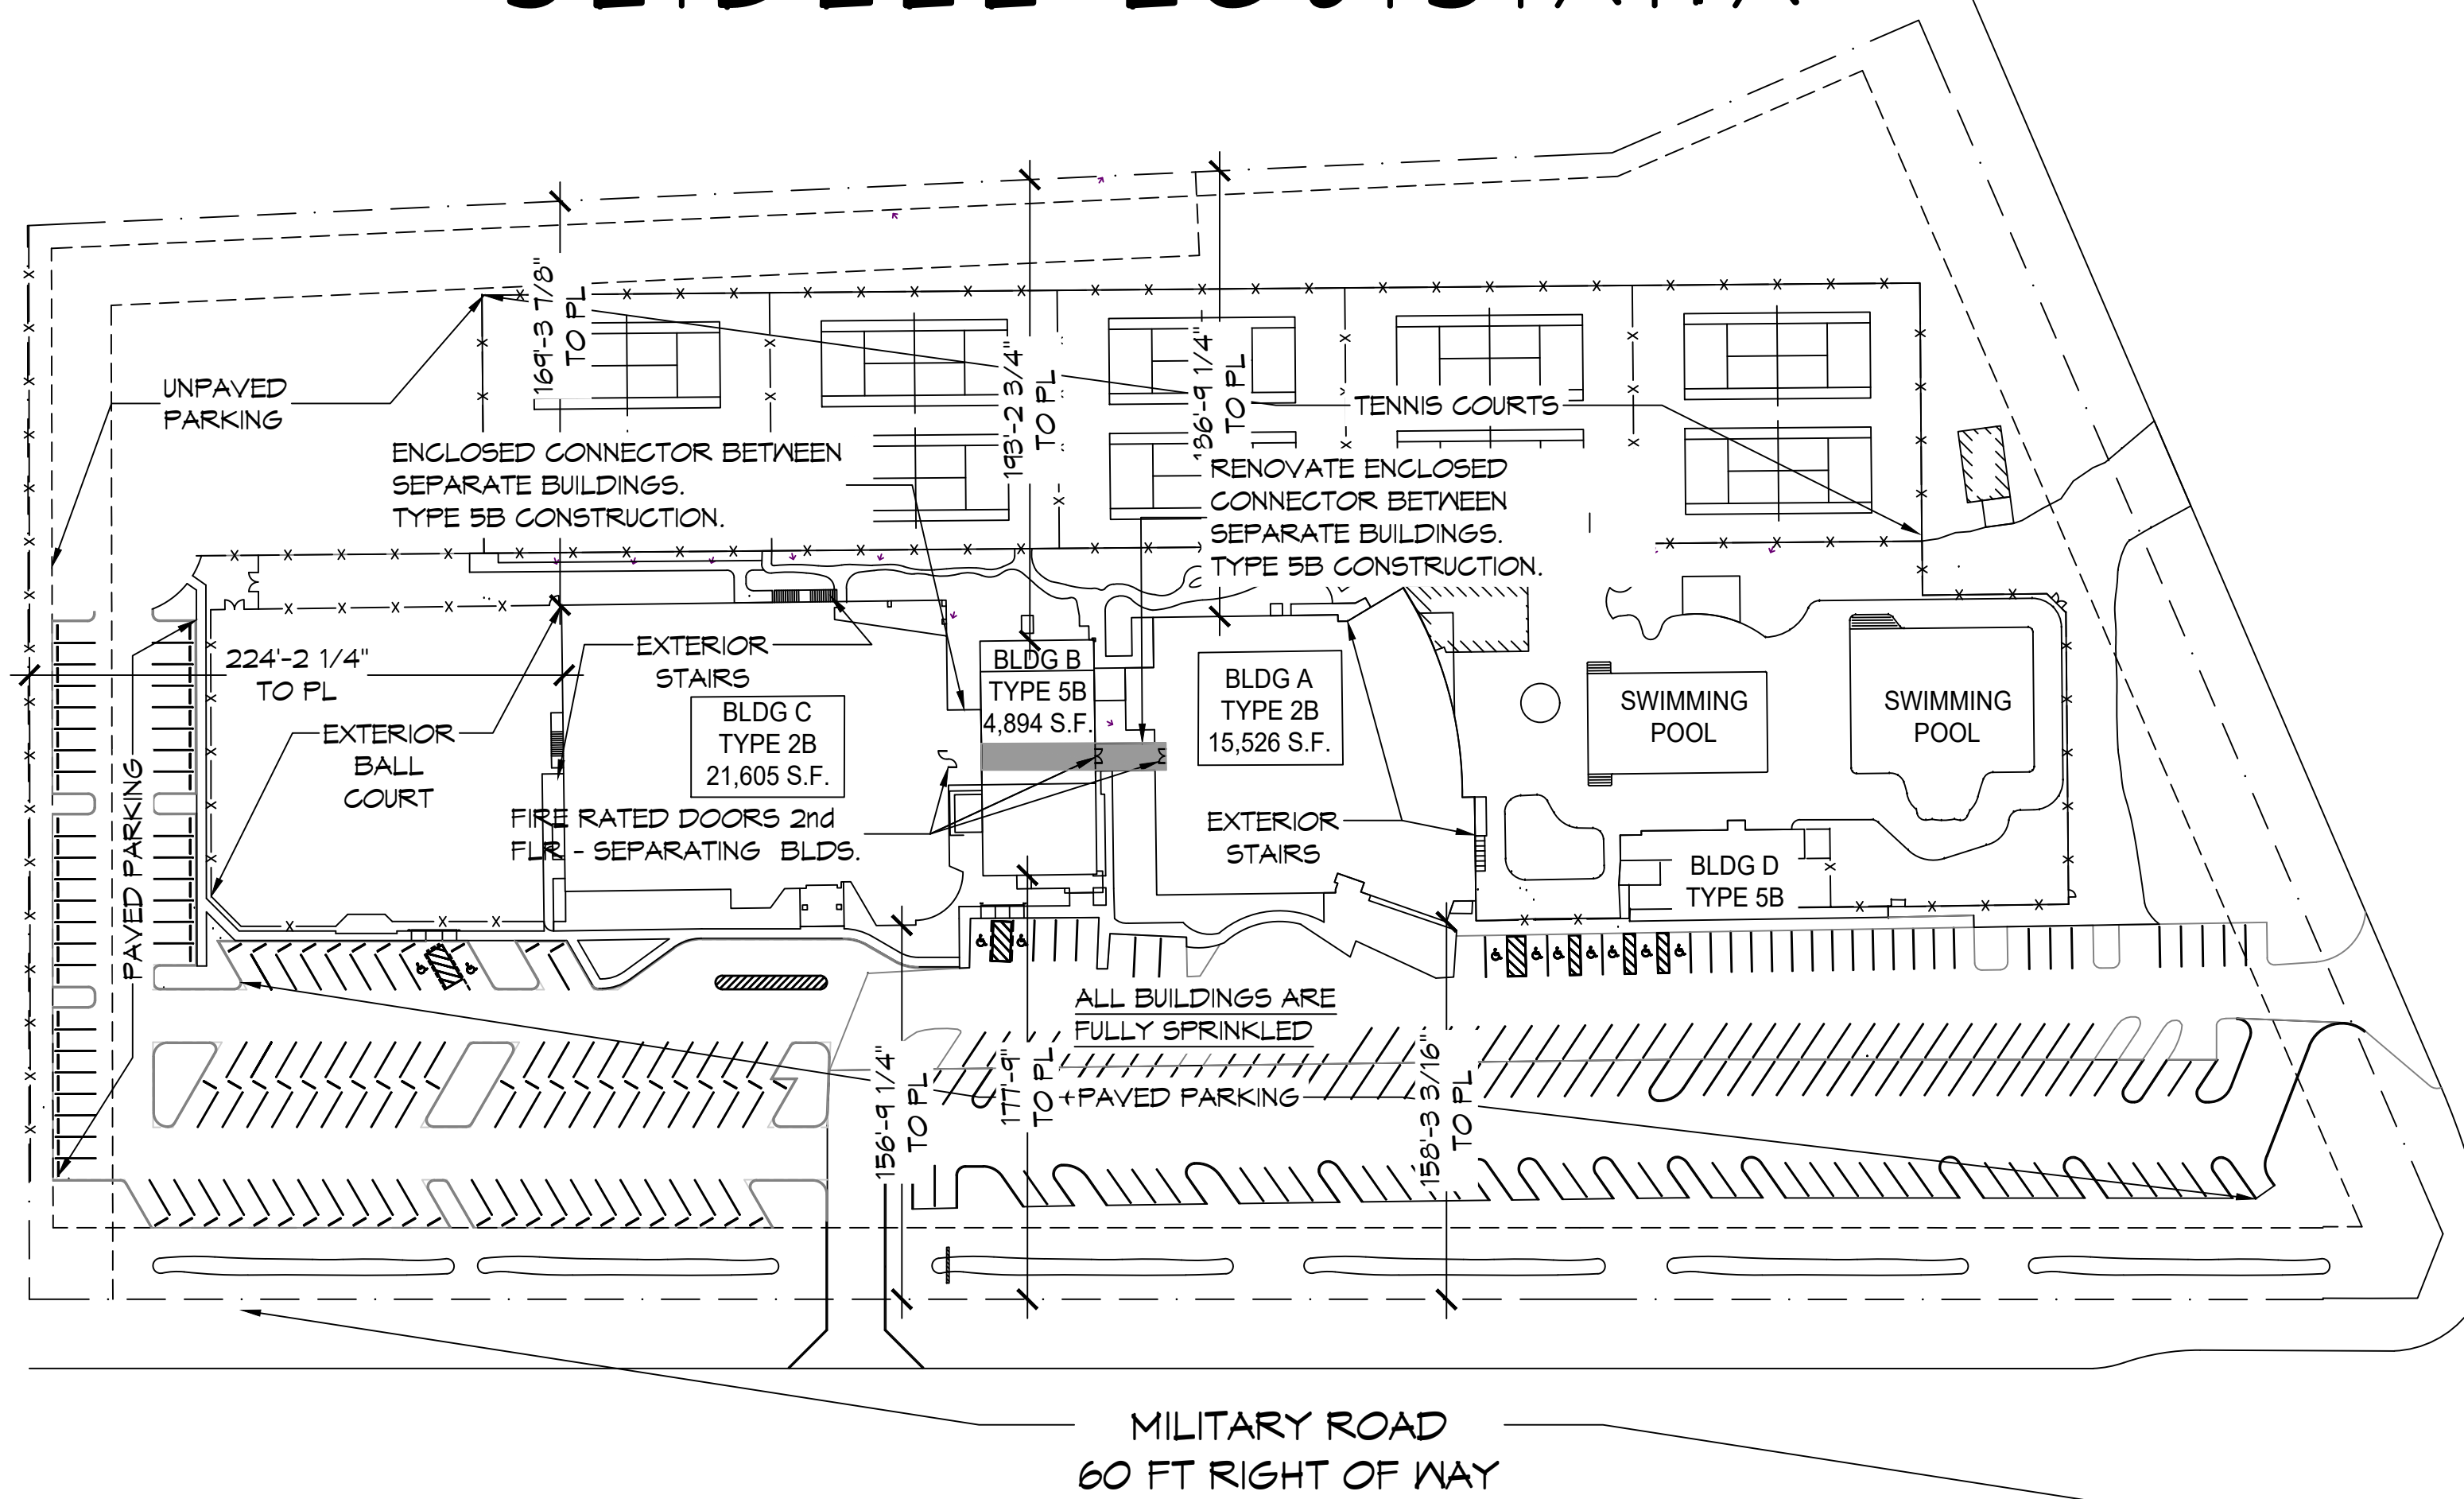 169'-3 7/8"
TO PL
193'-2 3/4"
TO PL
186'-9 1/4"
TO PL
UNPAVED
PARKING
TENNIS COURTS
ENCLOSED CONNECTOR BETWEEN
SEPARATE BUILDINGS.
TYPE 5B CONSTRUCTION.
RENOVATE ENCLOSED
CONNECTOR BETWEEN
SEPARATE BUILDINGS.
TYPE 5B CONSTRUCTION.
224'-2 1/4"
TO PL
EXTERIOR
STAIRS
BLDG B
TYPE 5B
4,894 S.F.
BLDG A
TYPE 2B
15,526 S.F.
SWIMMING
POOL
SWIMMING
POOL
BLDG C
TYPE 2B
21,605 S.F.
EXTERIOR
BALL
COURT
PAVED PARKING
FIRE RATED DOORS 2nd
FLR - SEPARATING BLDS.
EXTERIOR
STAIRS
BLDG D
TYPE 5B
ALL BUILDINGS ARE
FULLY SPRINKLED
156'-9 1/4"
TO PL
177'-9"
TO PL
PAVED PARKING
158'-3 3/16"
TO PL
MILITARY ROAD
60 FT RIGHT OF WAY